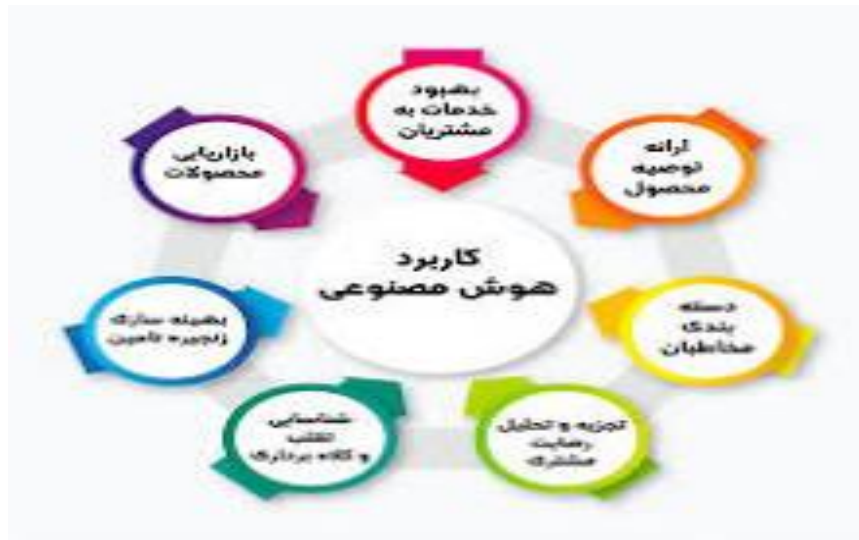 کاربرد
هوش مصنوعی
بهبود
خدمات به
مشتریان
ارائه
توصیه
محصول
دسته
بندی
مخاطبان
تجزیه و تحلیل
رضایت
مشتری
شناسایی
تقلب
و کلاه برداری
بهینه سازی
زنجیره تامین
بازاریابی
محصولات